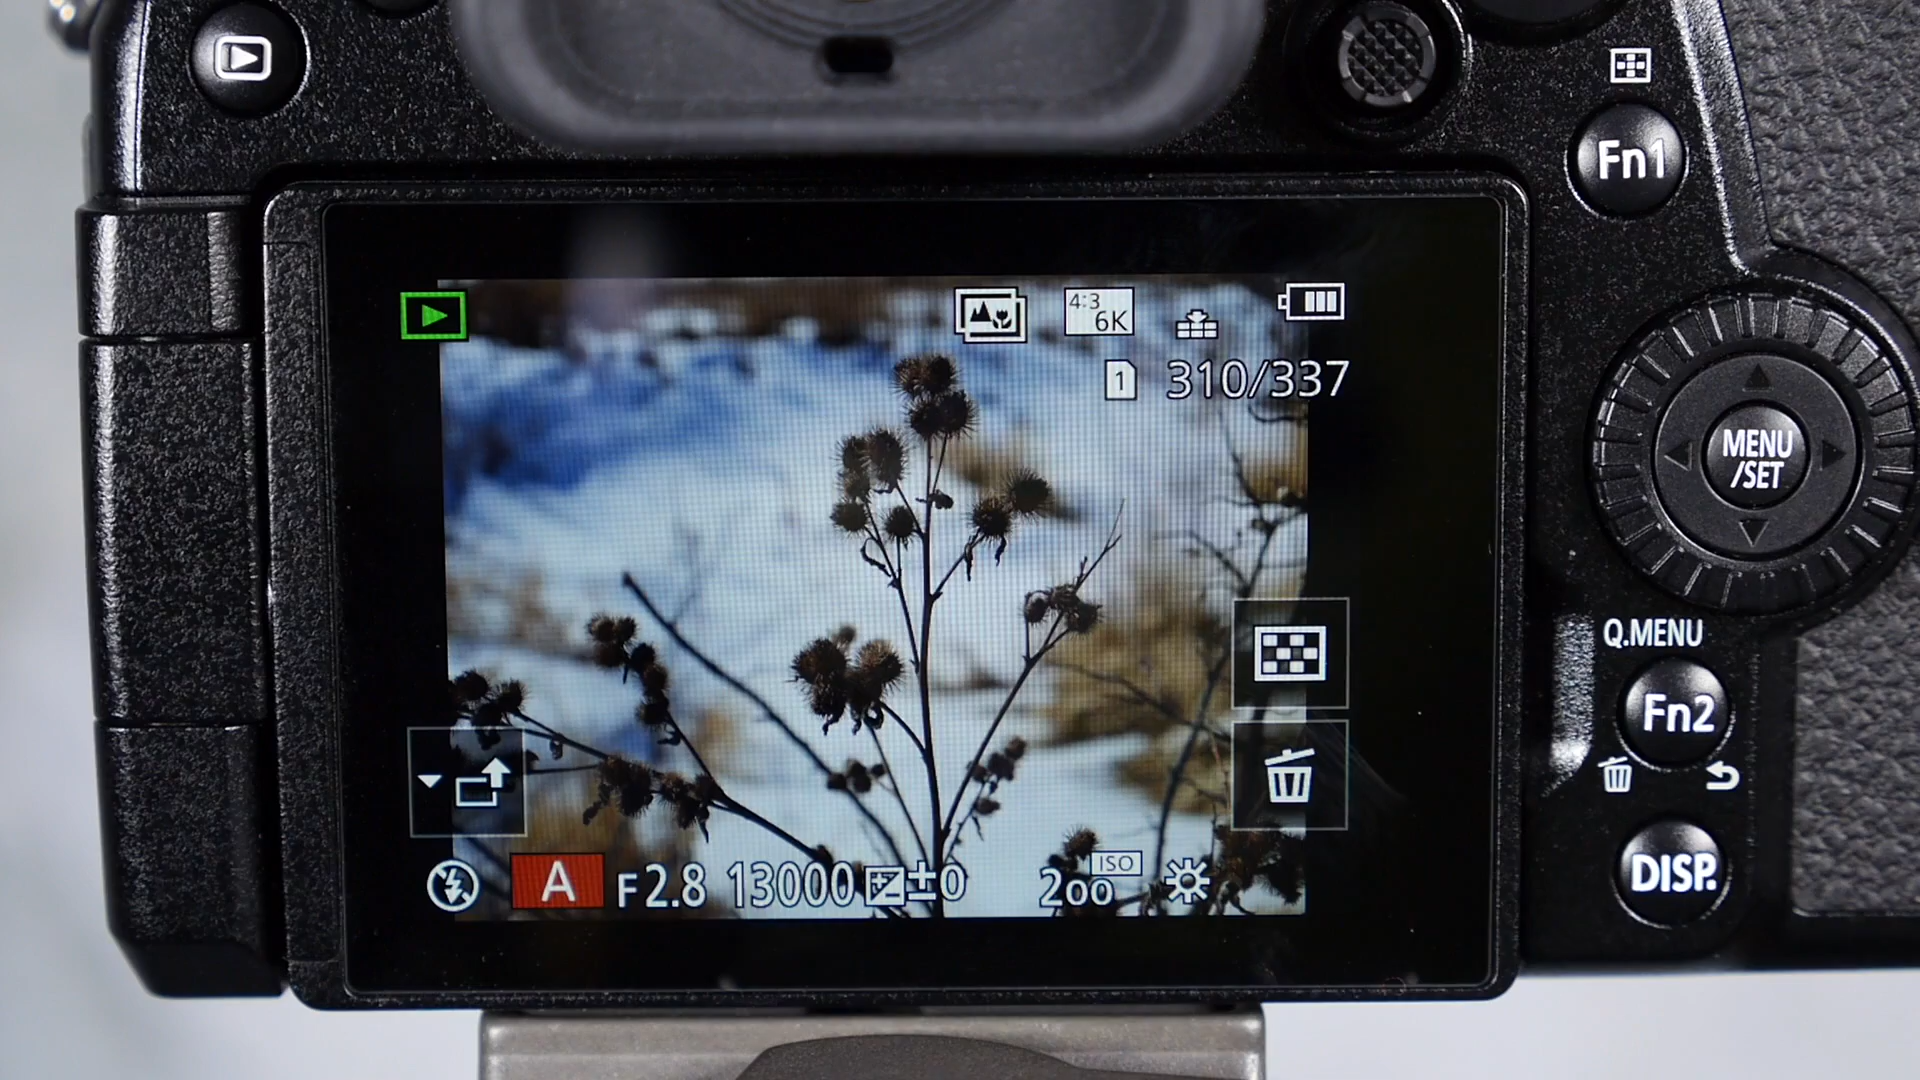 Fn1
4:3
6K
1 310/337
MENU
/SET
Q.MENU
Fn2
A F2.8 13000 ±0 200 ISO
DISP.